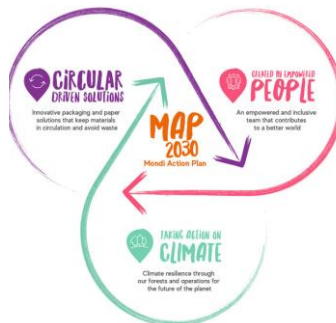 CIRCULAR
DRIVEN SOLUTIONS
Innovative packaging and paper
solutions that keep materials
in circulation and avoid waste
CREATED BY EMPOWERED
PEOPLE
An empowered and inclusive
team that contributes
to a better world
MAP
2030
Mondi Action Plan
TAKING ACTION ON
CLIMATE
Climate resilience through
our forests and operations for
the future of the planet